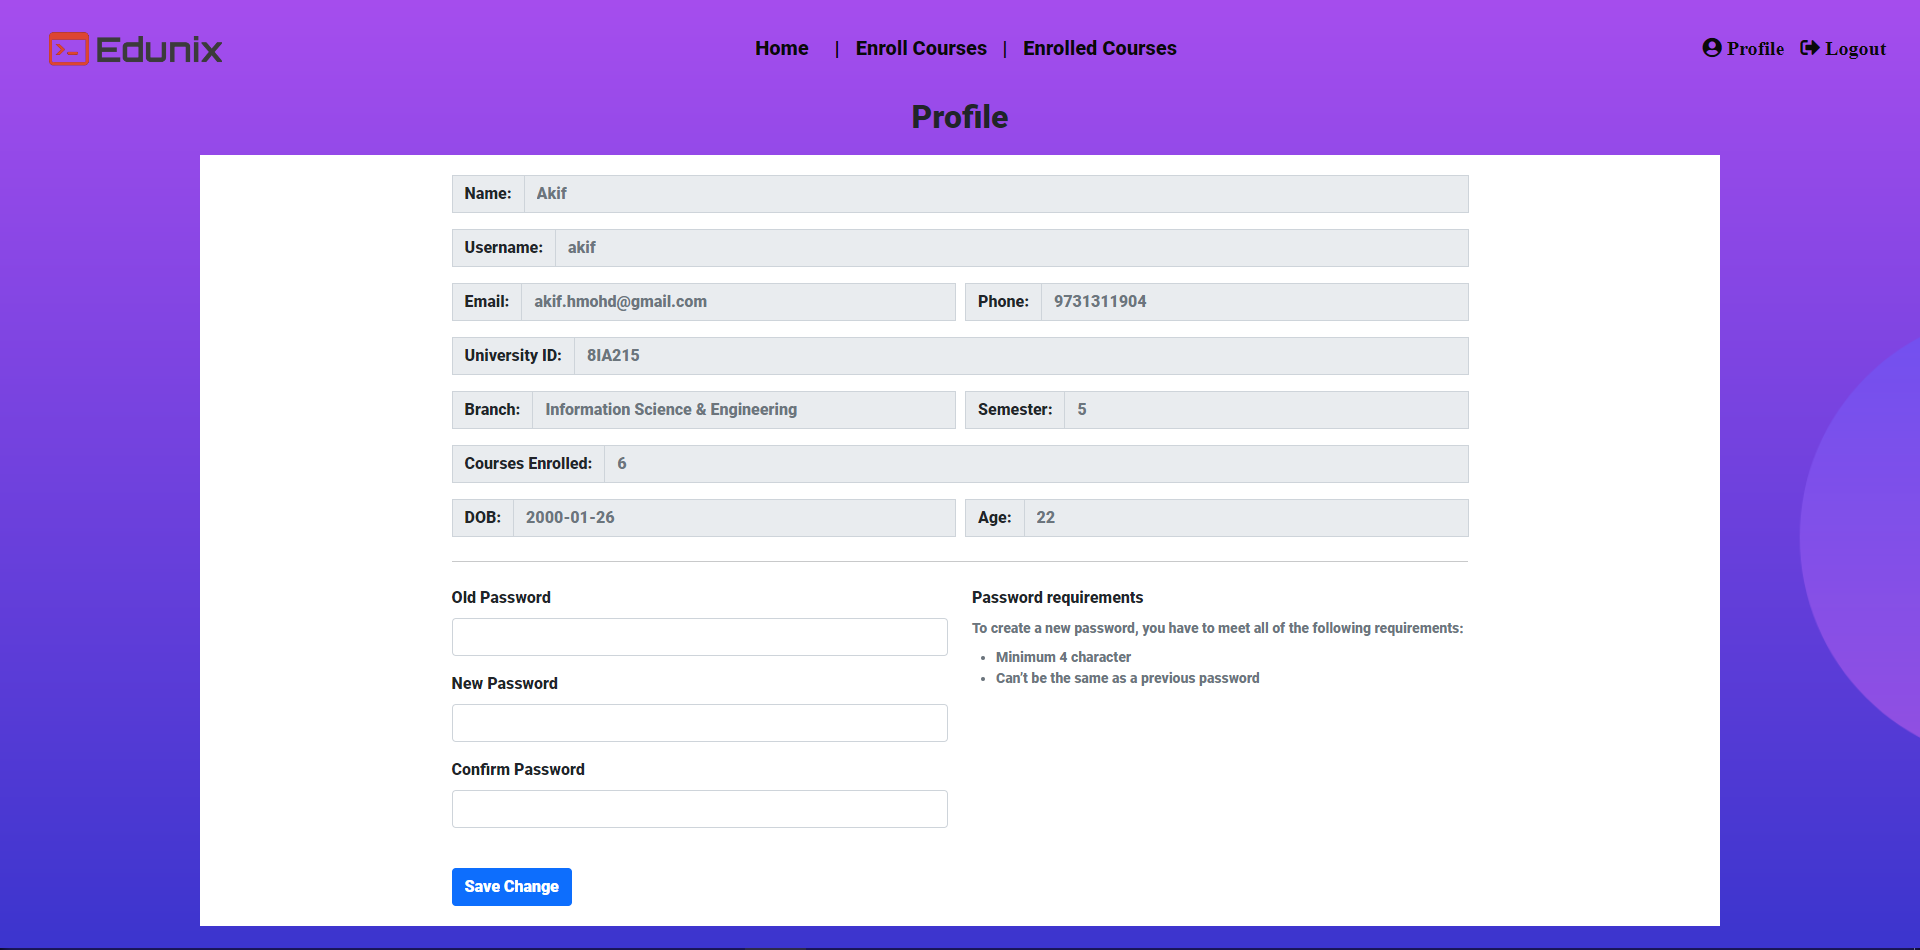 >_ Edunix
Home | Enroll Courses | Enrolled Courses
Profile Logout
Profile
Name: Akif
Username: akif
Email: akif.hmohd@gmail.com Phone: 9731311904
University ID: 8IA215
Branch: Information Science & Engineering Semester: 5
Courses Enrolled: 6
DOB: 2000-01-26 Age: 22
Old Password
New Password
Confirm Password
Save Change
Password requirements
To create a new password, you have to meet all of the following requirements:
• Minimum 4 character
• Can't be the same as a previous password